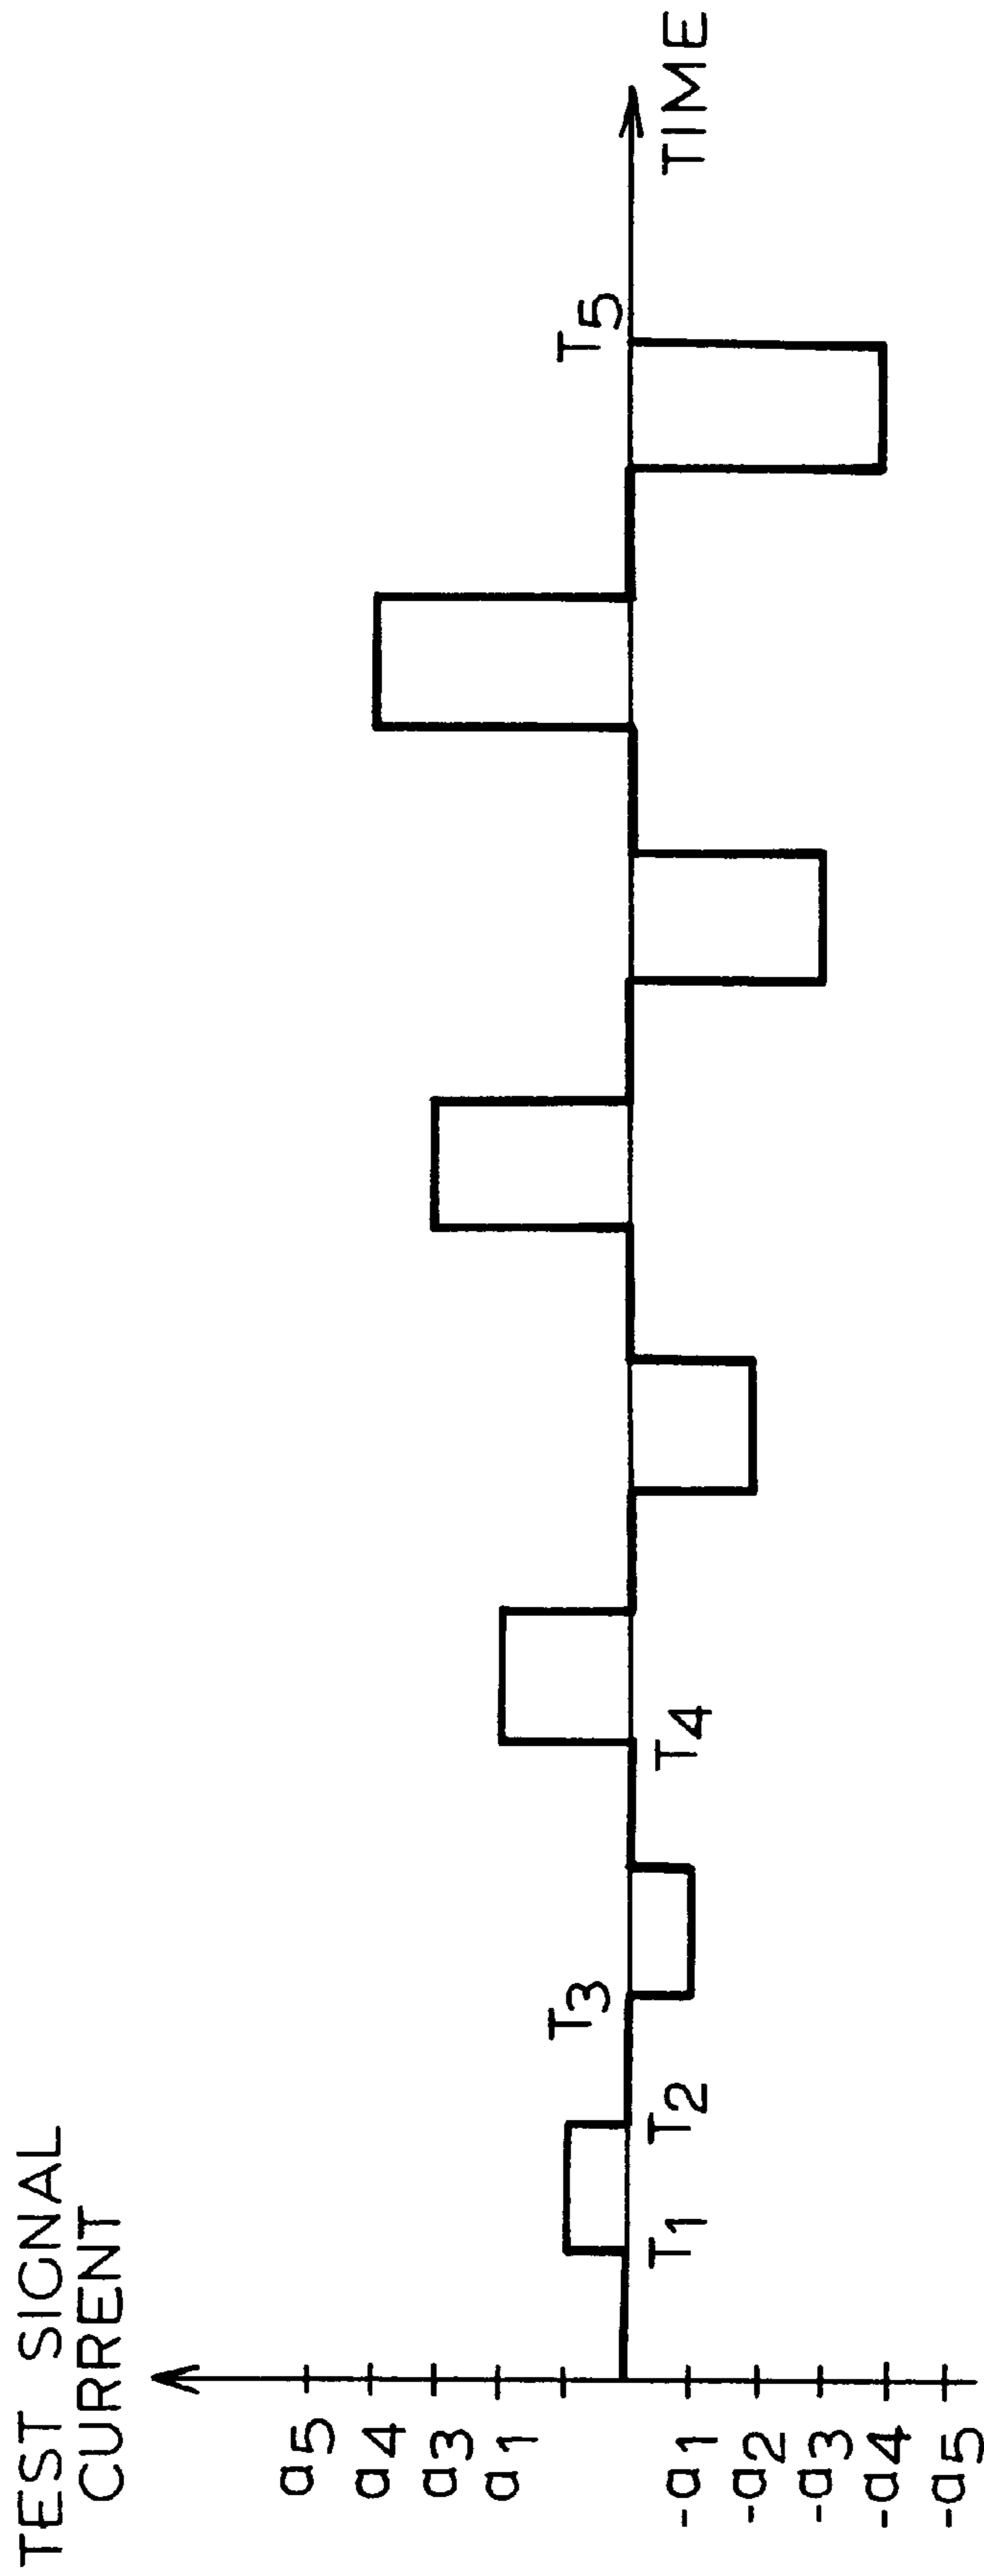 TEST SIGNAL
CURRENT
a5
a4
a3
a1
-a1
-a2
-a3
-a4
-a5
T1
T2
T3
T4
T5
TIME